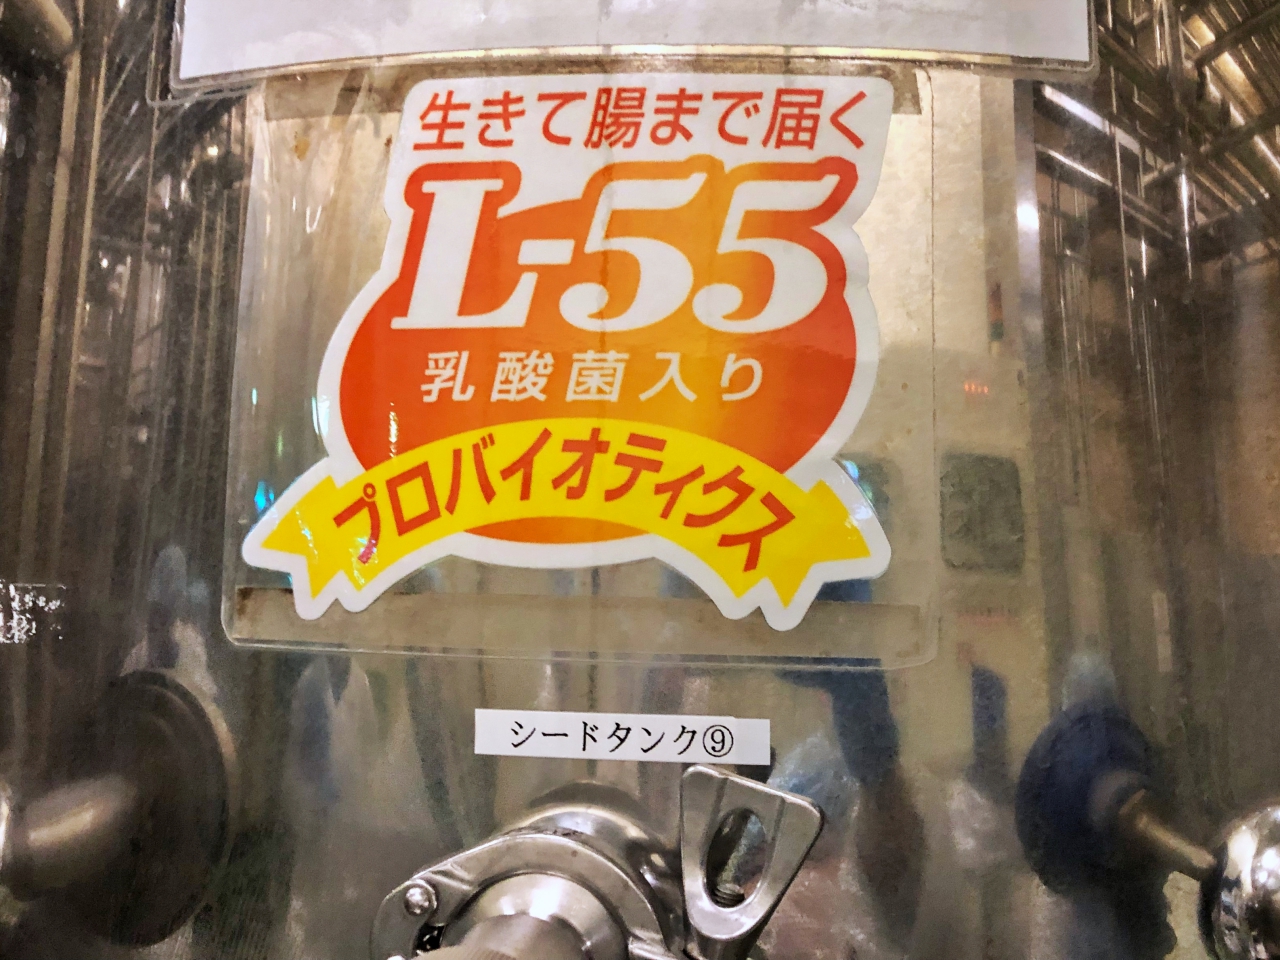 生きて腸まで届く
L-55
乳酸菌入り
プロバイオティクス
シードタンク⑨